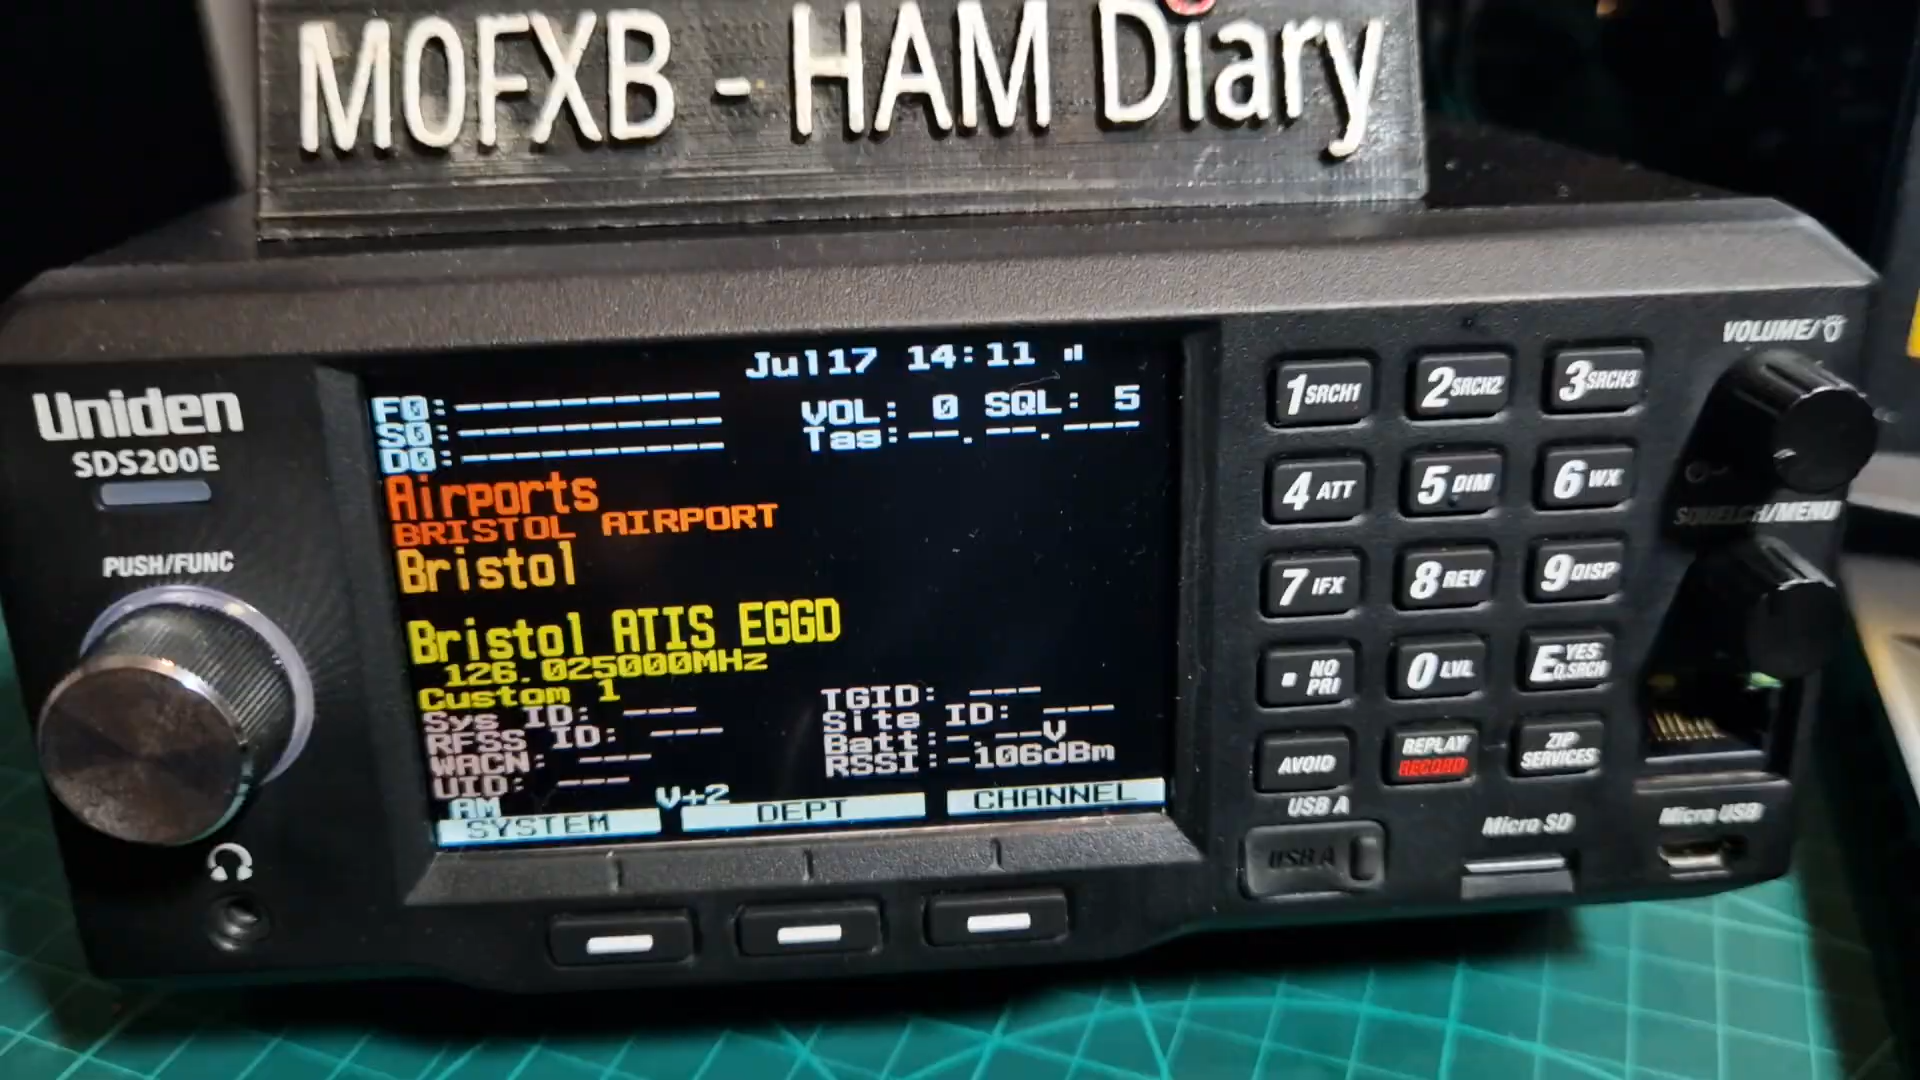 M0FXB - HAM Diary
Uniden
SDS200E
PUSH/FUNC
Jul17 14:11
F0:----------
S0:----------
D0:----------
VOL: 0 SQL: 5
Tag:--.--.---
Airports
BRISTOL AIRPORT
Bristol
Bristol ATIS EGGD
126.025000MHz
Custom 1
Sys ID: ---
RFSS ID: ---
WACN: ---
UID: ---
TGID: ---
Site ID: ---
Batt:-.--V
RSSI:-106dBm
AM V+2
SYSTEM DEPT CHANNEL
VOLUME/
1 SRCH1 2 SRCH2 3 SRCH3
4 ATT 5 DIM 6 WX
SQUELCH/MENU
7 IFX 8 REV 9 DISP
. NO PRI 0 LVL E YES O.SRCH
AVOID REPLAY RECORD ZIP SERVICES
USB A Micro SD Micro USB
USB A